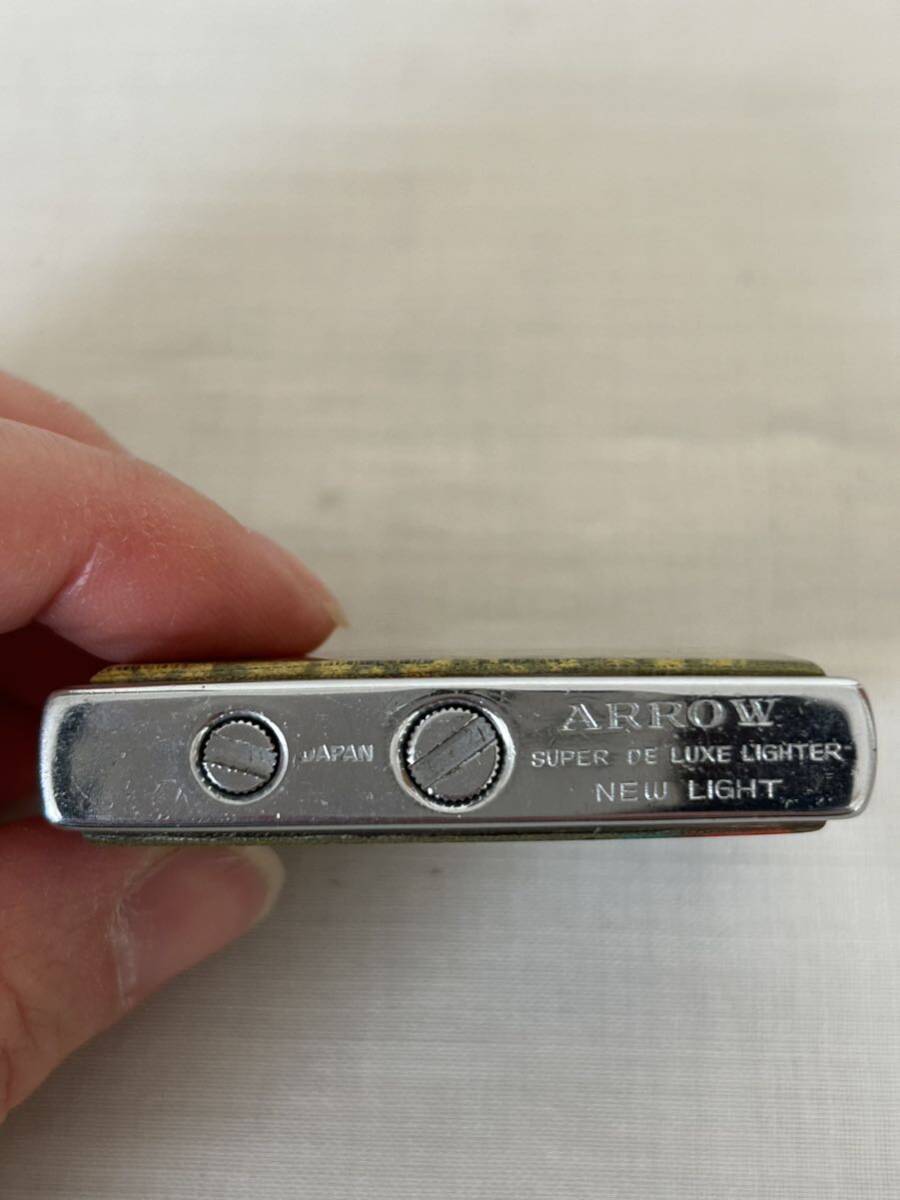 JAPAN
ARROW
SUPER DE LUXE LIGHTER
NEW LIGHT